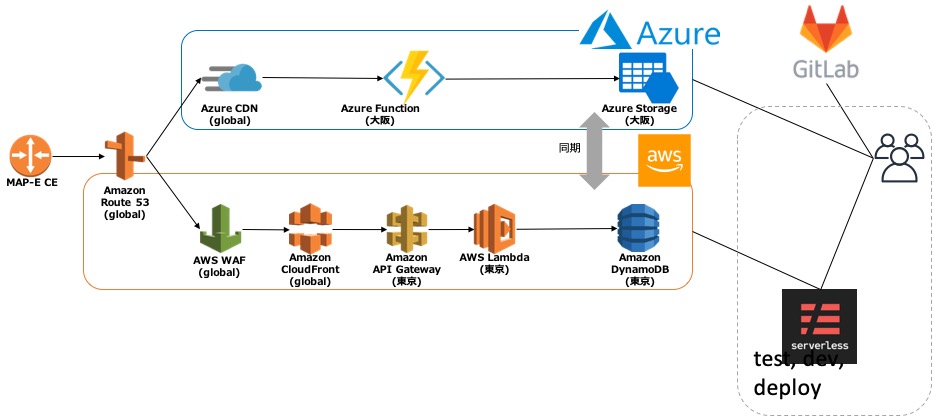 Azure
GitLab
Azure CDN
(global)
Azure Function
(大阪)
Azure Storage
(大阪)
同期
aws
MAP-E CE
Amazon
Route 53
(global)
AWS WAF
(global)
Amazon
CloudFront
(global)
Amazon
API Gateway
(東京)
AWS Lambda
(東京)
Amazon
DynamoDB
(東京)
serverless
test, dev,
deploy